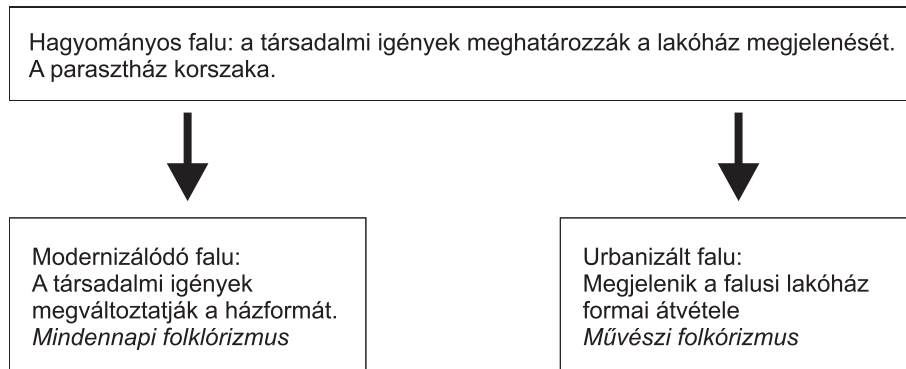 Hagyományos falu: a társadalmi igények meghatározzák a lakóház megjelenését.
A parasztház korszaka.
Modernizálódó falu:
A társadalmi igények
megváltoztatják a házformát.
Mindennapi folklórizmus
Urbanizált falu:
Megjelenik a falusi lakóház
formai átvétele
Művészi folkórizmus